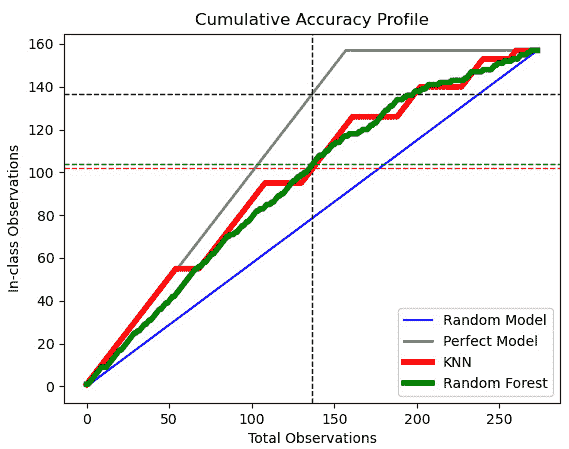 Cumulative Accuracy Profile
In-class Observations
160
140
120
100
80
60
40
20
0
0 50 100 150 200 250
Total Observations
Random Model
Perfect Model
KNN
Random Forest